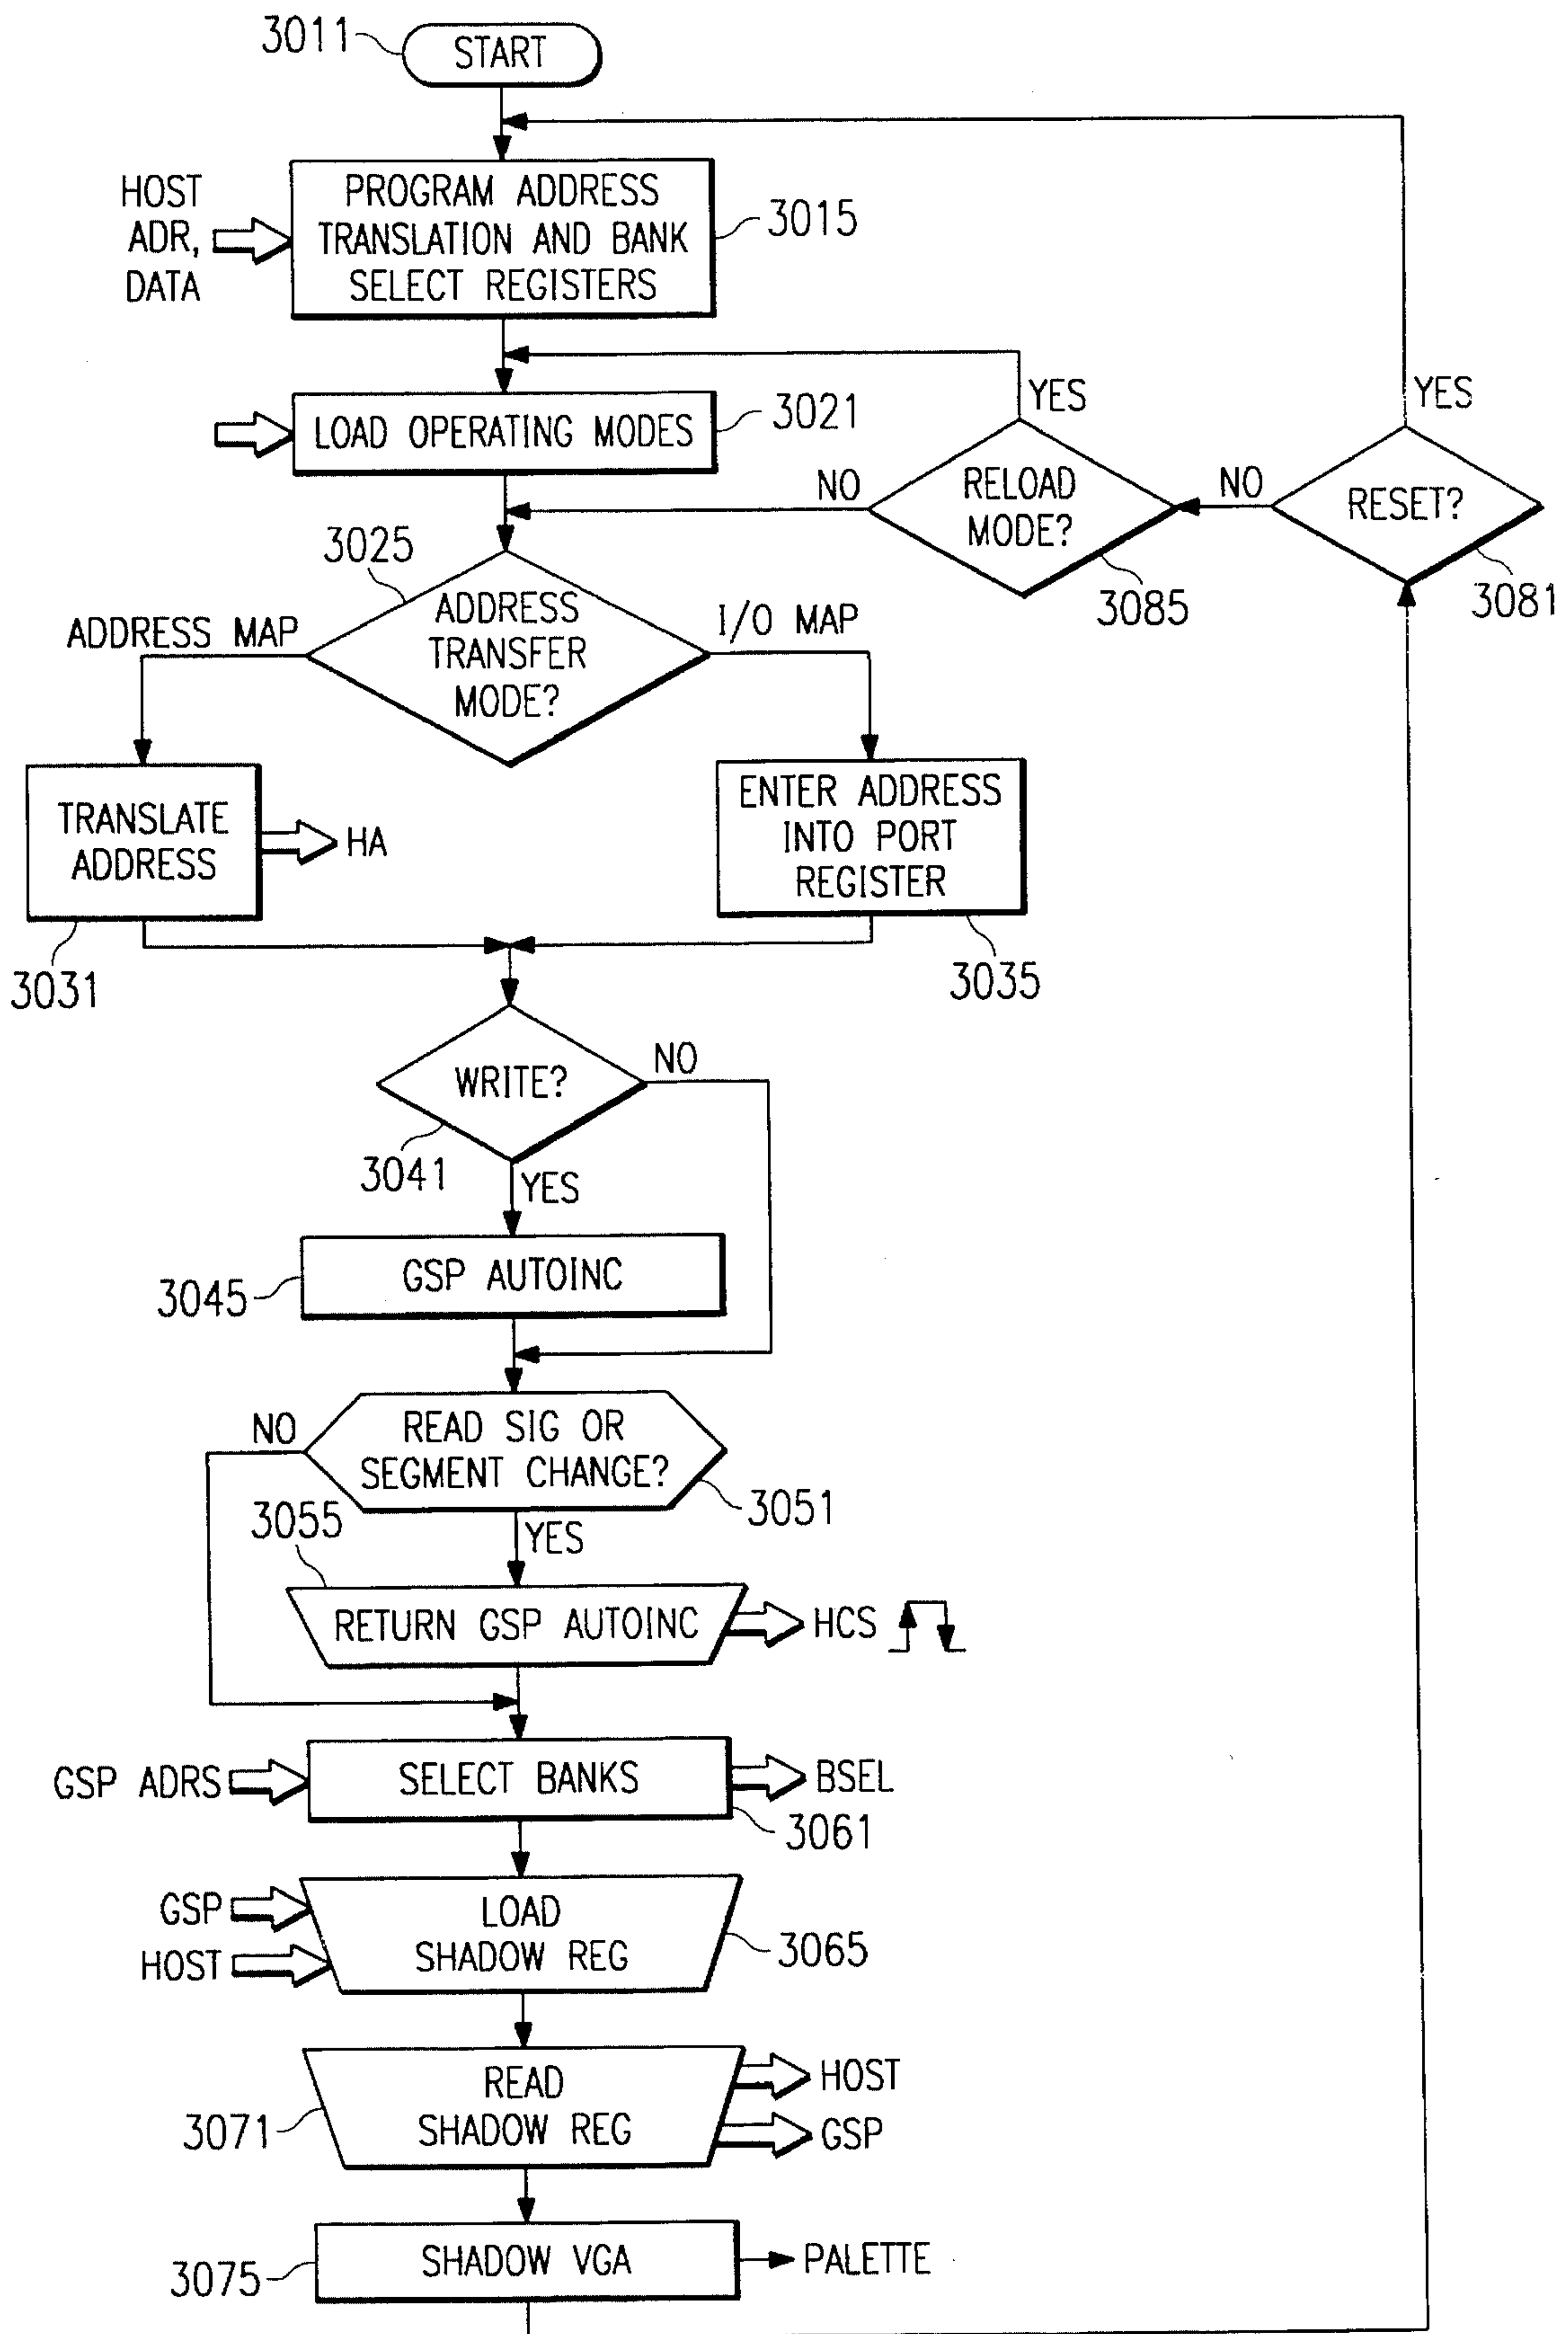 3011
START
HOST
ADR,
DATA
PROGRAM ADDRESS
TRANSLATION AND BANK
SELECT REGISTERS
3015
LOAD OPERATING MODES
3021
YES
YES
NO
RELOAD
MODE?
NO
RESET?
3085
3081
3025
ADDRESS MAP
ADDRESS
TRANSFER
MODE?
I/O MAP
TRANSLATE
ADDRESS
HA
ENTER ADDRESS
INTO PORT
REGISTER
3031
3035
WRITE?
NO
3041
YES
3045
GSP AUTOINC
NO
READ SIG OR
SEGMENT CHANGE?
3051
3055
YES
RETURN GSP AUTOINC
HCS
GSP ADRS
SELECT BANKS
BSEL
3061
GSP
HOST
LOAD
SHADOW REG
3065
READ
SHADOW REG
HOST
GSP
3071
SHADOW VGA
PALETTE
3075